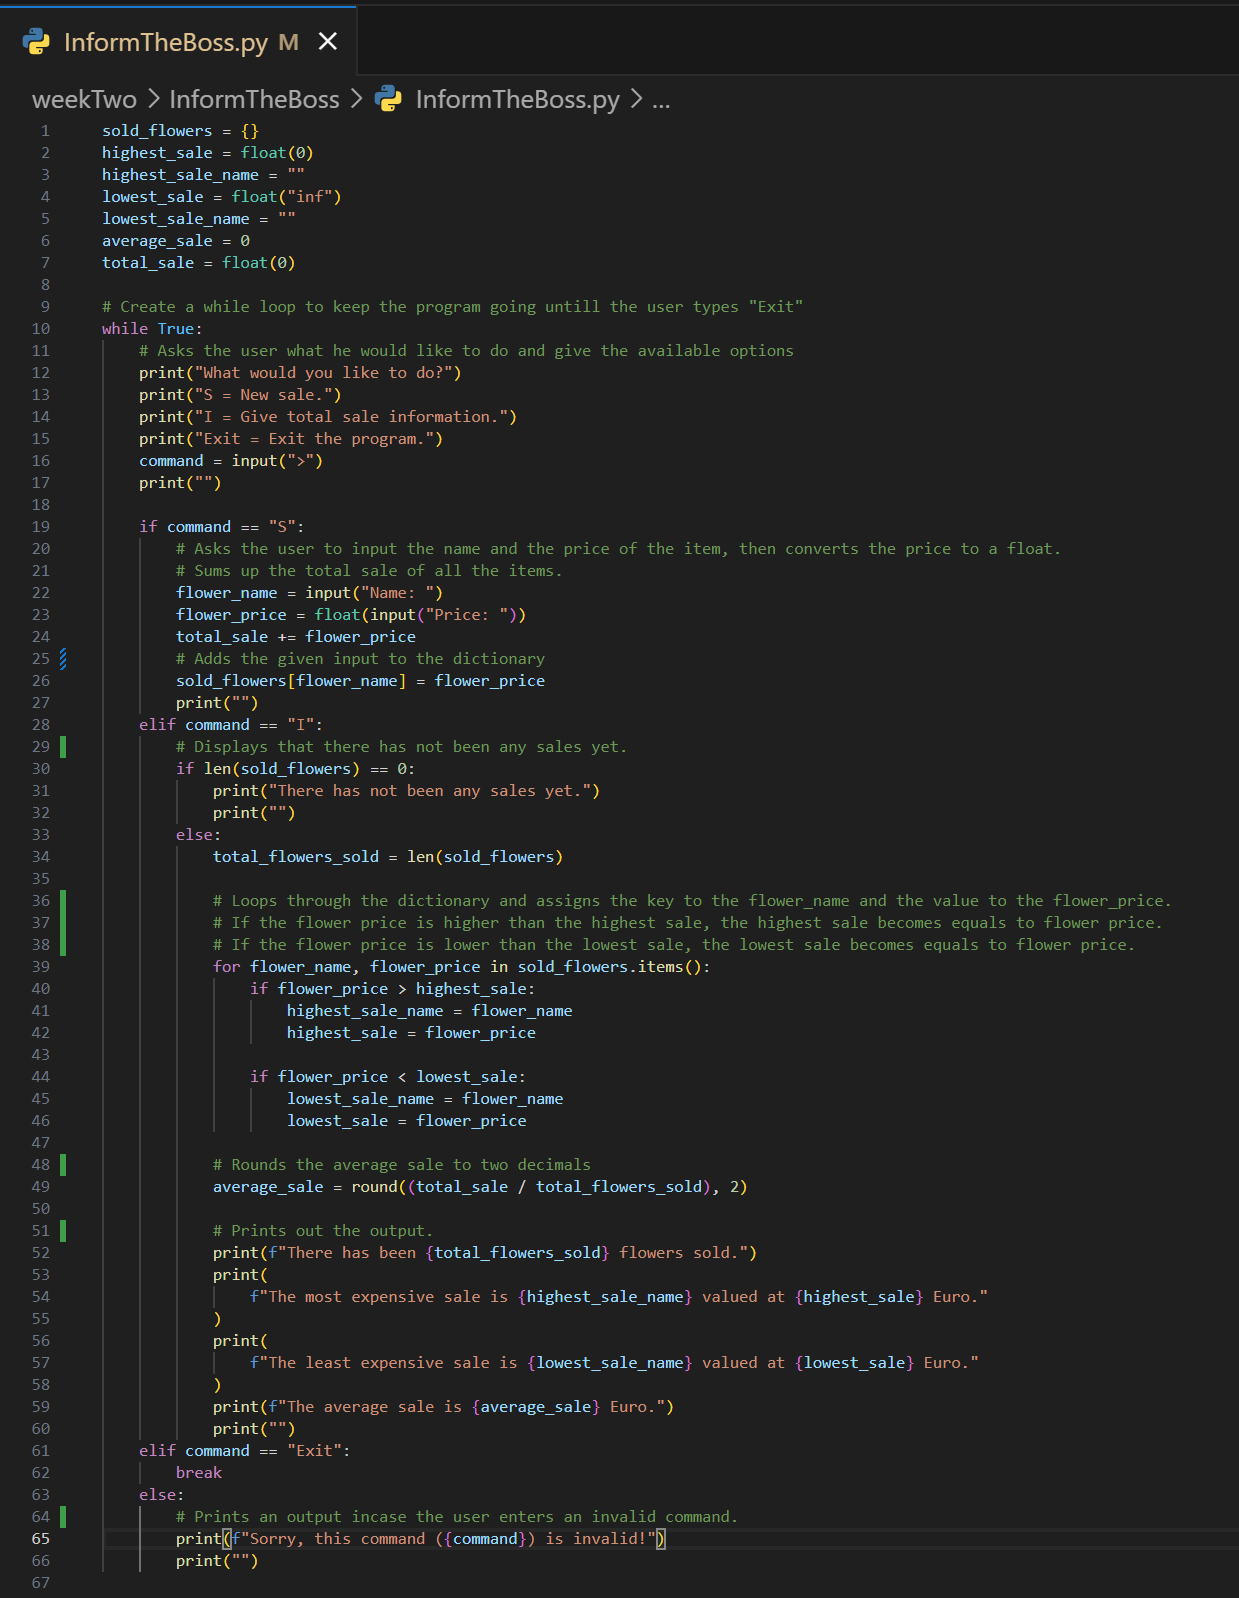 InformTheBoss.py M ×
weekTwo > InformTheBoss > InformTheBoss.py > ...
1 sold_flowers = {}
2 highest_sale = float(0)
3 highest_sale_name = ""
4 lowest_sale = float("inf")
5 lowest_sale_name = ""
6 average_sale = 0
7 total_sale = float(0)
8
9 # Create a while loop to keep the program going untill the user types "Exit"
10 while True:
11     # Asks the user what he would like to do and give the available options
12     print("What would you like to do?")
13     print("S = New sale.")
14     print("I = Give total sale information.")
15     print("Exit = Exit the program.")
16     command = input(">")
17     print("")
18
19     if command == "S":
20         # Asks the user to input the name and the price of the item, then converts the price to a float.
21         # Sums up the total sale of all the items.
22         flower_name = input("Name: ")
23         flower_price = float(input("Price: "))
24         total_sale += flower_price
25         # Adds the given input to the dictionary
26         sold_flowers[flower_name] = flower_price
27         print("")
28     elif command == "I":
29         # Displays that there has not been any sales yet.
30         if len(sold_flowers) == 0:
31             print("There has not been any sales yet.")
32             print("")
33         else:
34             total_flowers_sold = len(sold_flowers)
35
36             # Loops through the dictionary and assigns the key to the flower_name and the value to the flower_price.
37             # If the flower price is higher than the highest sale, the highest sale becomes equals to flower price.
38             # If the flower price is lower than the lowest sale, the lowest sale becomes equals to flower price.
39             for flower_name, flower_price in sold_flowers.items():
40                 if flower_price > highest_sale:
41                     highest_sale_name = flower_name
42                     highest_sale = flower_price
43
44                 if flower_price < lowest_sale:
45                     lowest_sale_name = flower_name
46                     lowest_sale = flower_price
47
48             # Rounds the average sale to two decimals
49             average_sale = round((total_sale / total_flowers_sold), 2)
50
51             # Prints out the output.
52             print(f"There has been {total_flowers_sold} flowers sold.")
53             print(
54                 f"The most expensive sale is {highest_sale_name} valued at {highest_sale} Euro."
55             )
56             print(
57                 f"The least expensive sale is {lowest_sale_name} valued at {lowest_sale} Euro."
58             )
59             print(f"The average sale is {average_sale} Euro.")
60             print("")
61     elif command == "Exit":
62         break
63     else:
64         # Prints an output incase the user enters an invalid command.
65         print(f"Sorry, this command ({command}) is invalid!")
66         print("")
67